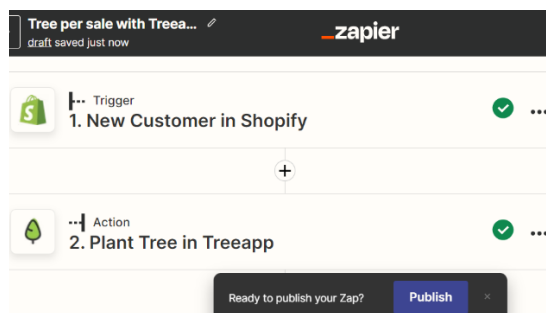 Tree per sale with Treea...
draft saved just now
_zapier
Trigger
1. New Customer in Shopify
Action
2. Plant Tree in Treeapp
Ready to publish your Zap?
Publish